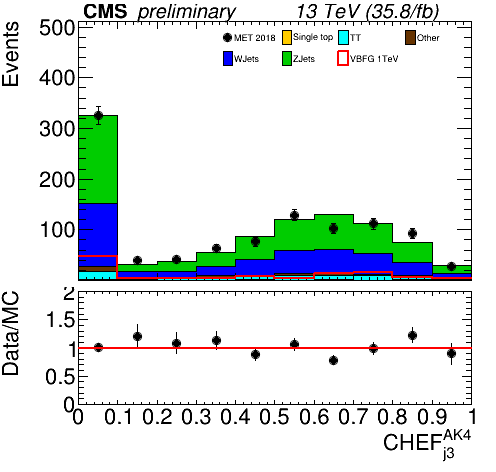 CMS preliminary 13 TeV (35.8/fb)
Events
500
400
300
200
100
MET 2018 Single top TT Other
WJets ZJets VBFG 1TeV
Data/MC
2
1.5
1
0.5
0
0 0.1 0.2 0.3 0.4 0.5 0.6 0.7 0.8 0.9 1
CHEF^{AK4}_{j3}